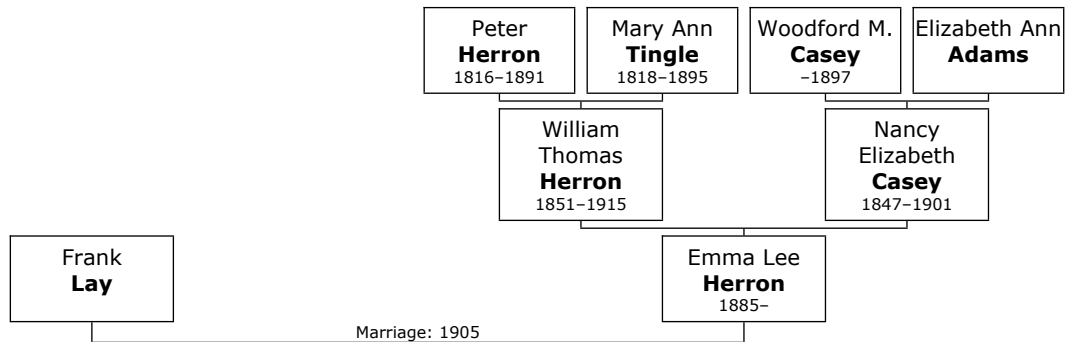 Peter
Herron
1816–1891
Mary Ann
Tingle
1818–1895
Woodford M.
Casey
–1897
Elizabeth Ann
Adams
William
Thomas
Herron
1851–1915
Nancy
Elizabeth
Casey
1847–1901
Frank
Lay
Emma Lee
Herron
1885–
Marriage: 1905